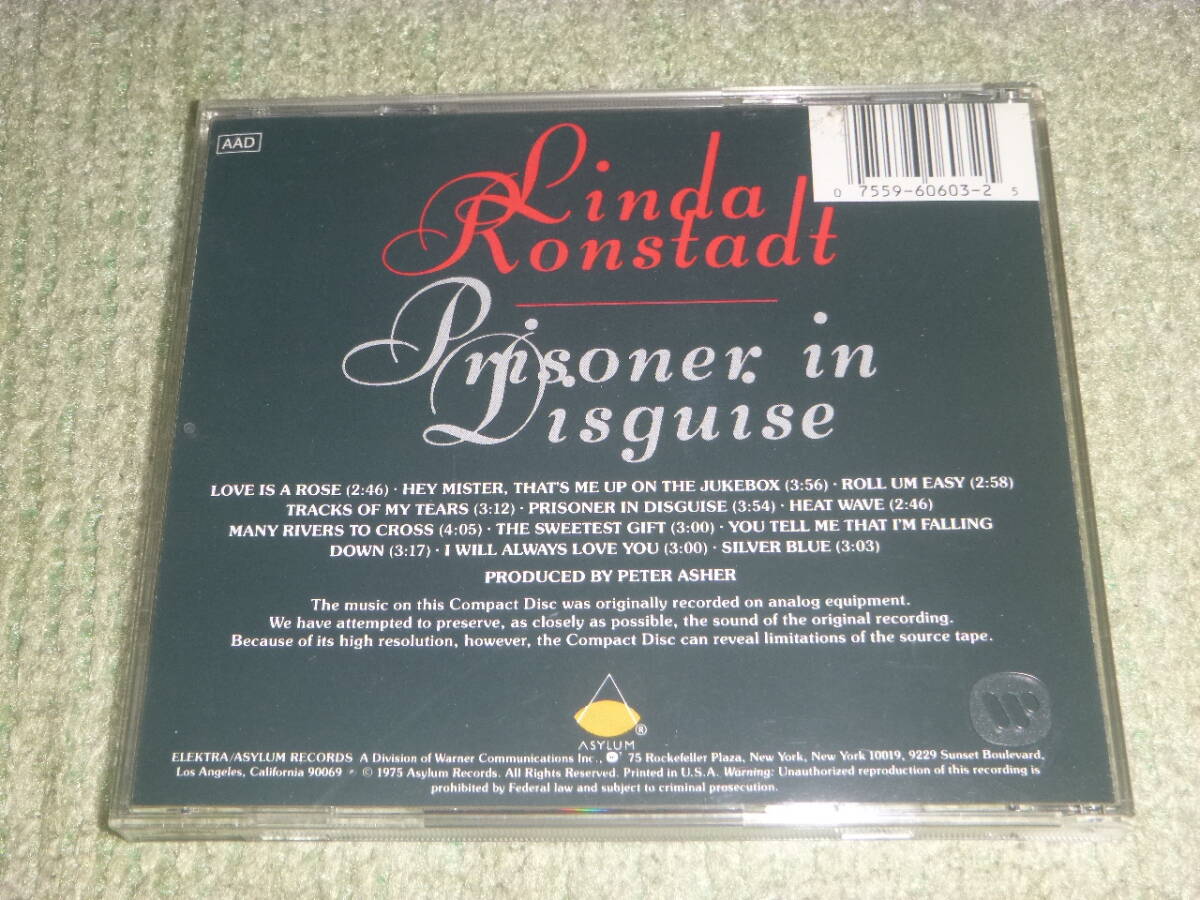 AAD
Linda
Ronstadt
0 7559-60603-2 5
Prisoner in
Disguise
LOVE IS A ROSE (2:46) · HEY MISTER, THAT'S ME UP ON THE JUKEBOX (3:56) · ROLL UM EASY (2:58)
TRACKS OF MY TEARS (3:12) · PRISONER IN DISGUISE (3:54) · HEAT WAVE (2:46)
MANY RIVERS TO CROSS (4:05) · THE SWEETEST GIFT (3:00) · YOU TELL ME THAT I'M FALLING
DOWN (3:17) · I WILL ALWAYS LOVE YOU (3:00) · SILVER BLUE (3:03)
PRODUCED BY PETER ASHER
The music on this Compact Disc was originally recorded on analog equipment.
We have attempted to preserve, as closely as possible, the sound of the original recording.
Because of its high resolution, however, the Compact Disc can reveal limitations of the source tape.
ASYLUM ®
ELEKTRA/ASYLUM RECORDS A Division of Warner Communications Inc., 75 Rockefeller Plaza, New York, New York 10019, 9229 Sunset Boulevard,
Los Angeles, California 90069 © 1975 Asylum Records. All Rights Reserved. Printed in U.S.A. Warning: Unauthorized reproduction of this recording is
prohibited by Federal law and subject to criminal prosecution.